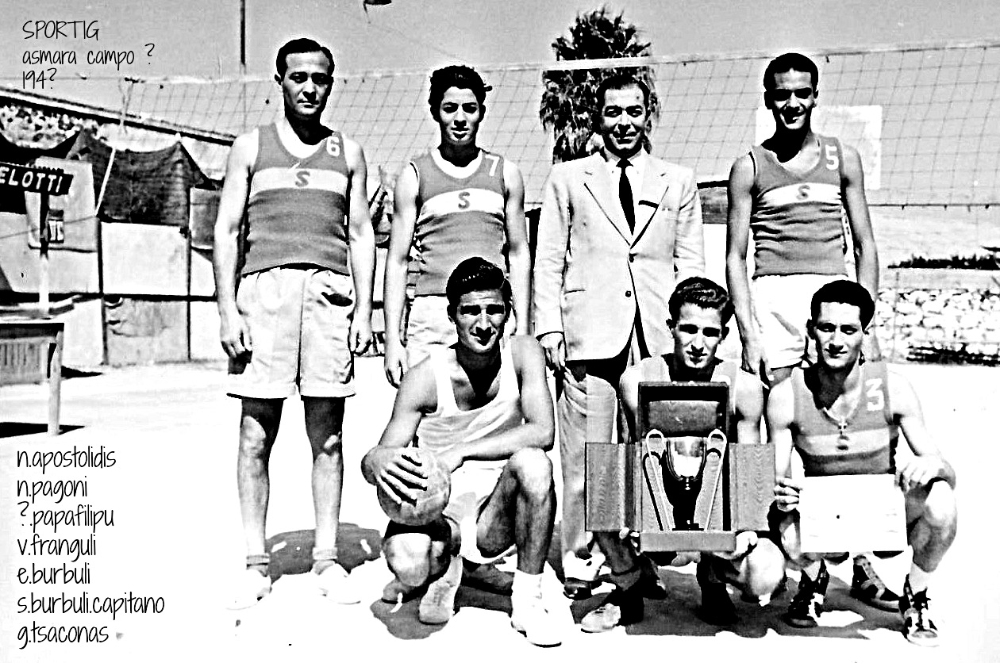 SPORTIG
asmara campo ?
194?
ELOTTI
6
S
7
S
5
S
3
n.apostolidis
n.pagoni
?.papafilipu
v.franguli
e.burbuli
s.burbuli.capitano
g.tsaconas